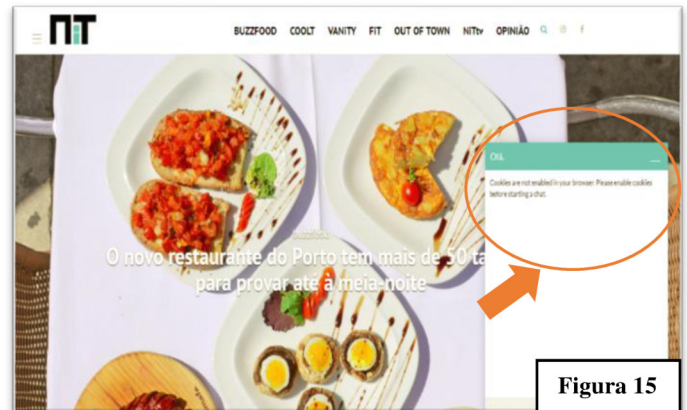 NiT
BUZZFOOD COOLT VANITY FIT OUT OF TOWN NiTtv OPINIÃO
Olá.
Cookies are not enabled in your browser. Please enable cookies
before starting a chat.
BUZZFOOD
O novo restaurante do Porto tem mais de 50 ta
para provar até à meia-noite
Figura 15